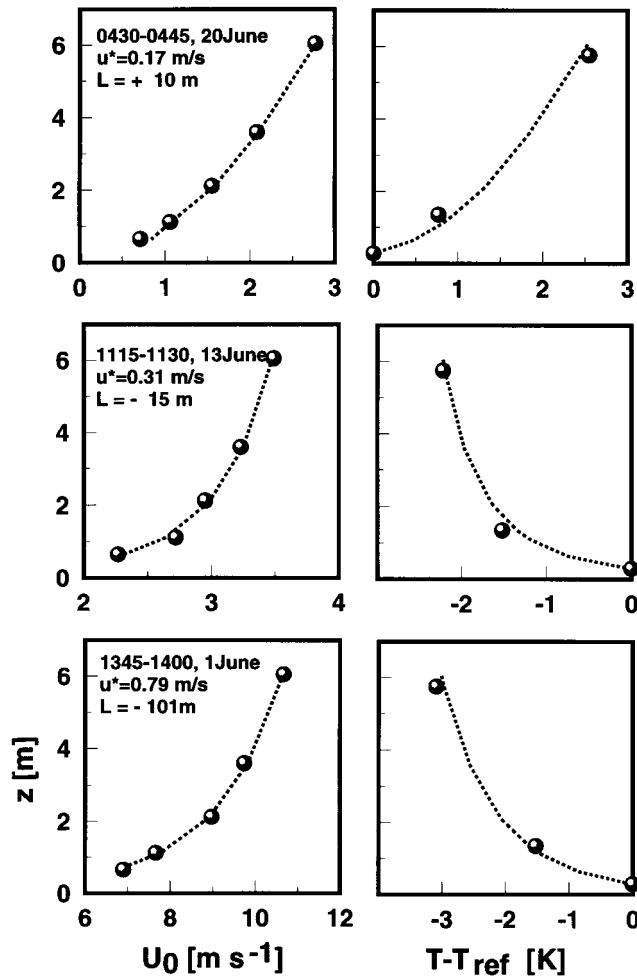 0430-0445, 20June
u*=0.17 m/s
L = + 10 m
6
4
2
0
0 1 2 3
0 1 2 3
1115-1130, 13June
u*=0.31 m/s
L = - 15 m
6
4
2
0
2 3 4
-2 -1 0
1345-1400, 1June
u*=0.79 m/s
L = - 101m
6
4
2
0
z [m]
6 8 10 12
-3 -2 -1 0
U0 [m s-1]
T-Tref [K]